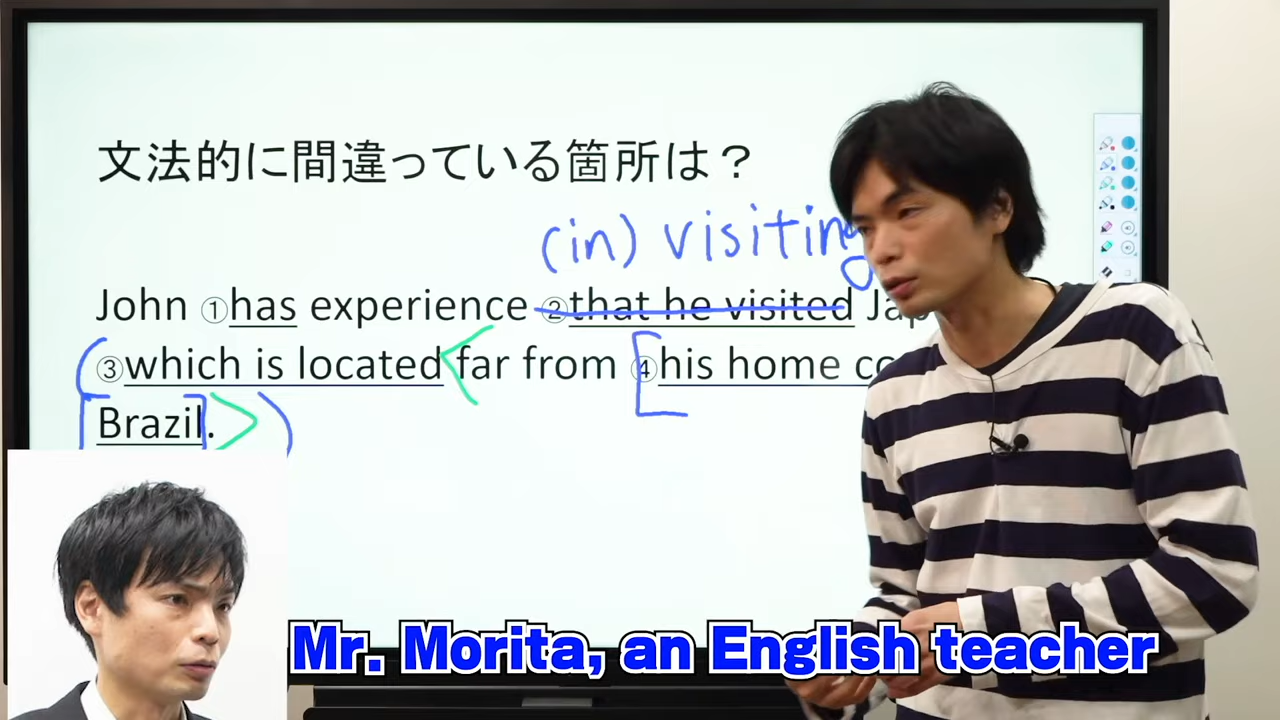 文法的に間違っている箇所は？
(in) visiting
John ①has experience ②that he visited
③which is located far from ④his home
Brazil.
Mr. Morita, an English teacher